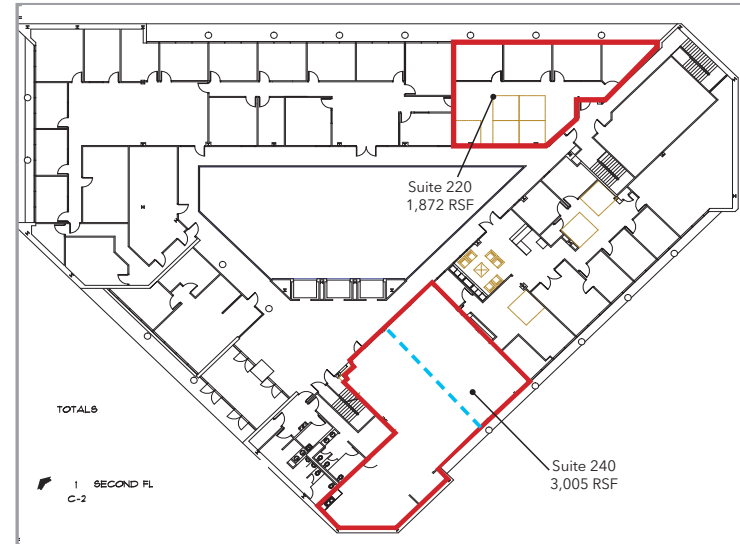 Suite 220
1,872 RSF
TOTALS
Suite 240
3,005 RSF
1 SECOND FL
C-2